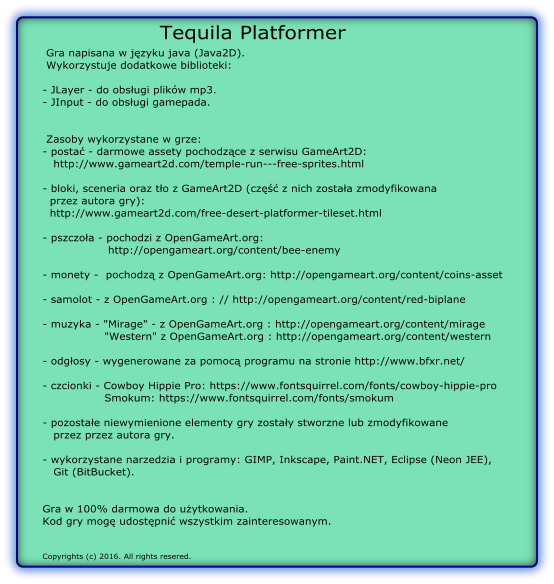 Tequila Platformer
Gra napisana w języku java (Java2D).
Wykorzystuje dodatkowe biblioteki:
- JLayer - do obsługi plików mp3.
- JInput - do obsługi gamepada.
Zasoby wykorzystane w grze:
- postać - darmowe assety pochodzące z serwisu GameArt2D:
http://www.gameart2d.com/temple-run---free-sprites.html
- bloki, sceneria oraz tło z GameArt2D (część z nich została zmodyfikowana
przez autora gry):
http://www.gameart2d.com/free-desert-platformer-tileset.html
- pszczoła - pochodzi z OpenGameArt.org:
http://opengameart.org/content/bee-enemy
- monety -  pochodzą z OpenGameArt.org: http://opengameart.org/content/coins-asset
- samolot - z OpenGameArt.org : // http://opengameart.org/content/red-biplane
- muzyka - "Mirage" - z OpenGameArt.org : http://opengameart.org/content/mirage
"Western" z OpenGameArt.org : http://opengameart.org/content/western
- odgłosy - wygenerowane za pomocą programu na stronie http://www.bfxr.net/
- czcionki - Cowboy Hippie Pro: https://www.fontsquirrel.com/fonts/cowboy-hippie-pro
Smokum: https://www.fontsquirrel.com/fonts/smokum
- pozostałe niewymienione elementy gry zostały stworzne lub zmodyfikowane
przez przez autora gry.
- wykorzystane narzedzia i programy: GIMP, Inkscape, Paint.NET, Eclipse (Neon JEE),
Git (BitBucket).
Gra w 100% darmowa do użytkowania.
Kod gry mogę udostępnić wszystkim zainteresowanym.
Copyrights (c) 2016. All rights resered.